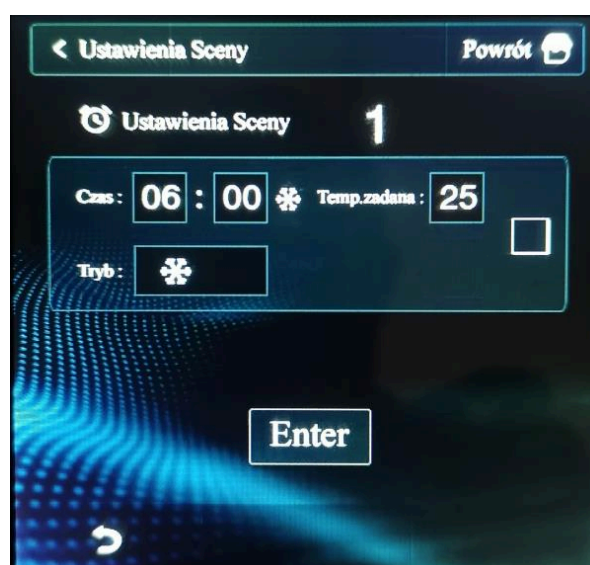 Ustawienia Sceny Powrót
Ustawienia Sceny 1
Czas: 06 : 00 Temp.zadana : 25
Tryb :
Enter